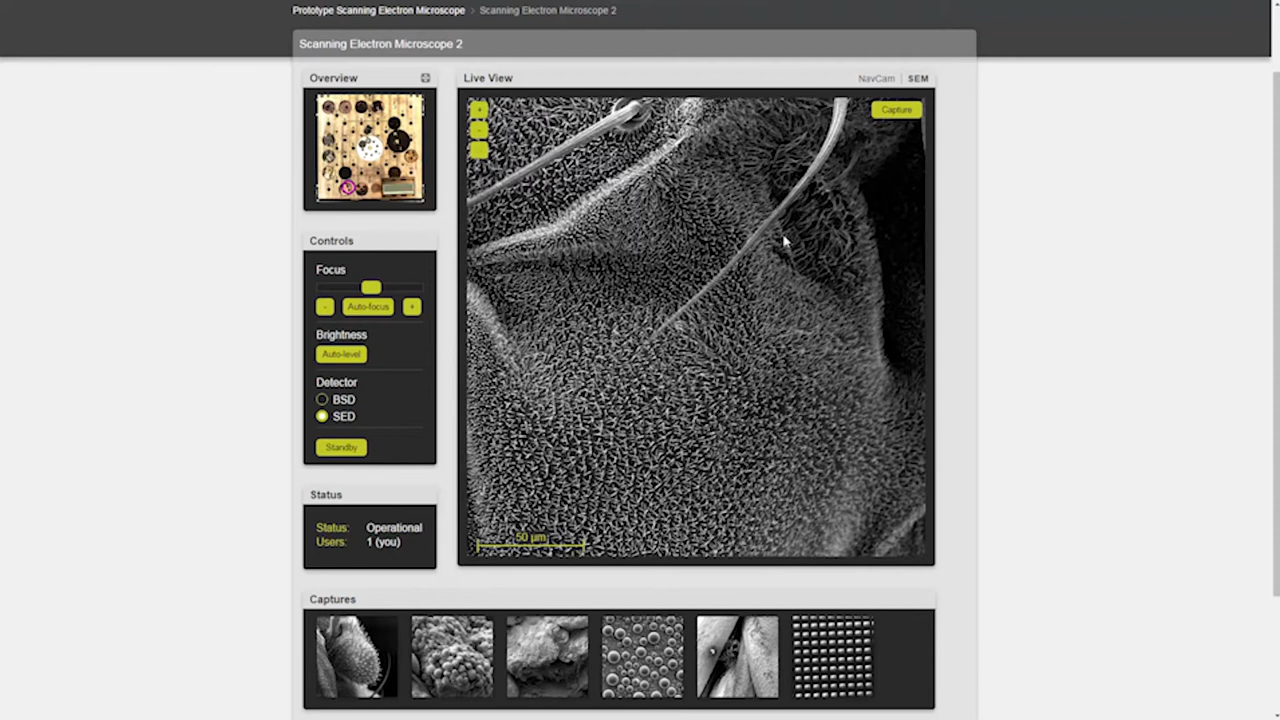 Prototype Scanning Electron Microscope > Scanning Electron Microscope 2
Scanning Electron Microscope 2
Overview
Live View
NavCam | SEM
+
-
Capture
Controls
Focus
- Auto-focus +
Brightness
Auto-level
Detector
BSD
SED
Standby
Status
Status: Operational
Users: 1 (you)
50 µm
Captures